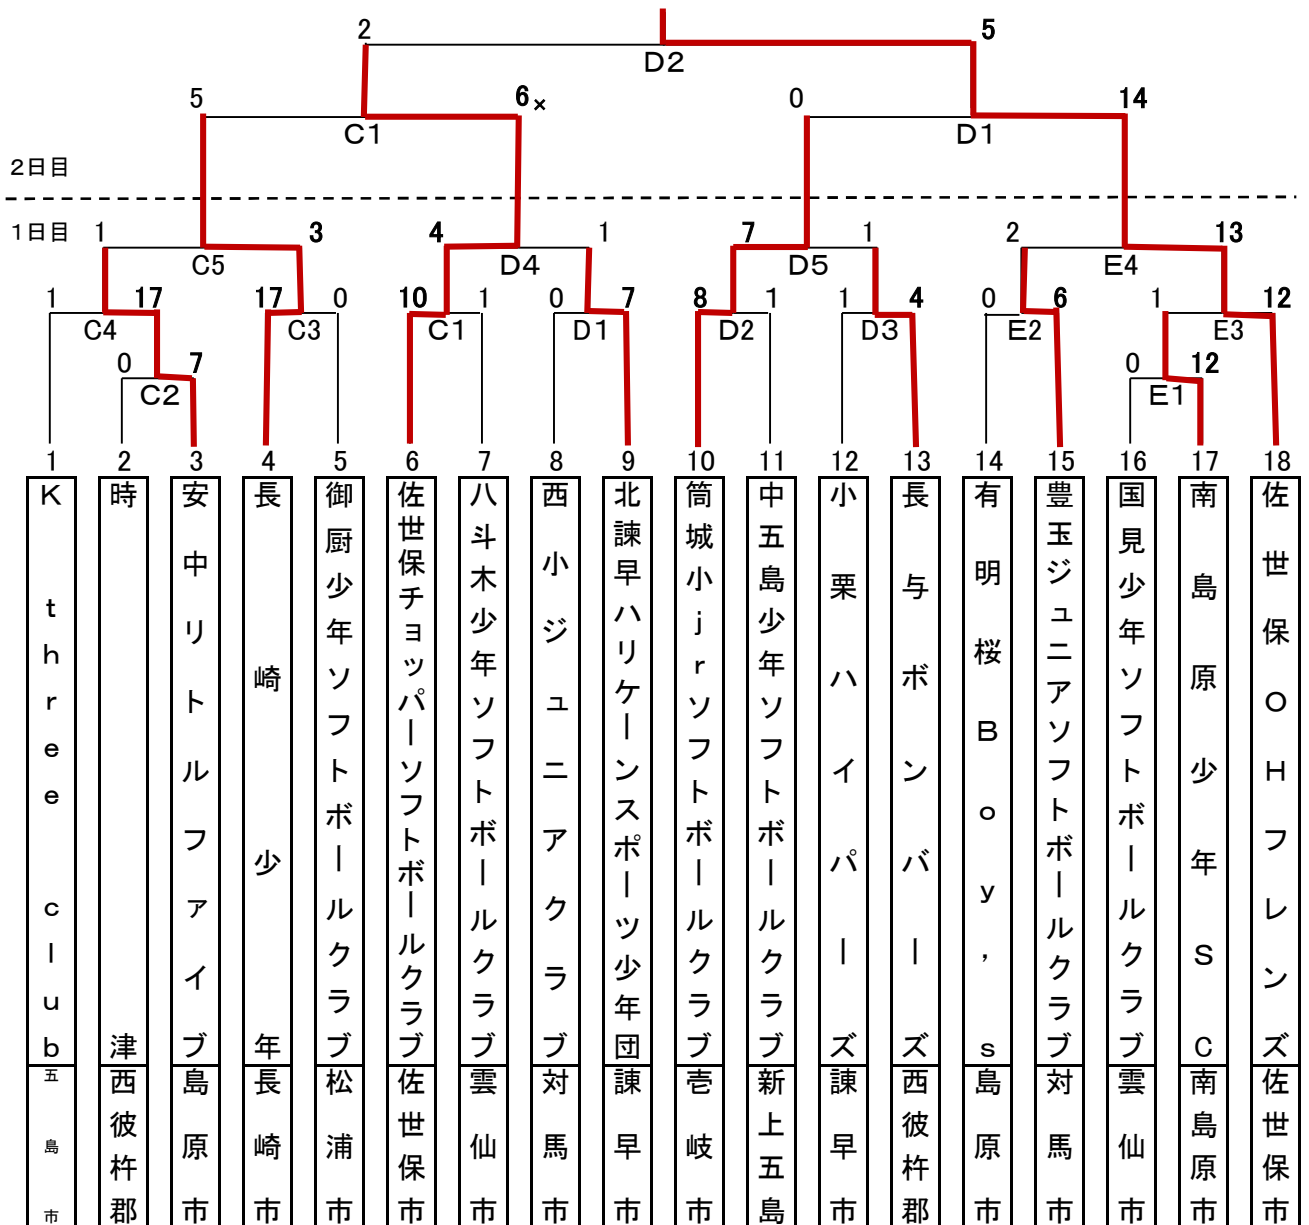 2 5
D2
5 6× 0 14
C1 D1
2日目
1日目 1 3 4 1 7 1 2 13
C5 D4 D5 E4
1 17 17 0 10 1 0 7 8 1 1 4 0 6 1 12
C4 C3 C1 D1 D2 D3 E2 E3
0 7 0 12
C2 E1
1 2 3 4 5 6 7 8 9 10 11 12 13 14 15 16 17 18
K three club
五島市
時津
西彼杵郡
安中リトルファイブ
島原市
長崎少年
長崎市
御厨少年ソフトボールクラブ
松浦市
佐世保チョッパーソフトボールクラブ
佐世保市
八斗木少年ソフトボールクラブ
雲仙市
西小ジュニアクラブ
対馬市
北諫早ハリケーンスポーツ少年団
諫早市
筒城小jrソフトボールクラブ
壱岐市
中五島少年ソフトボールクラブ
新上五島
小栗ハイパーズ
諫早市
長与ボンバーズ
西彼杵郡
有明桜Boy,s
島原市
豊玉ジュニアソフトボールクラブ
対馬市
国見少年ソフトボールクラブ
雲仙市
南島原少年SC
南島原市
佐世保OHフレンズ
佐世保市